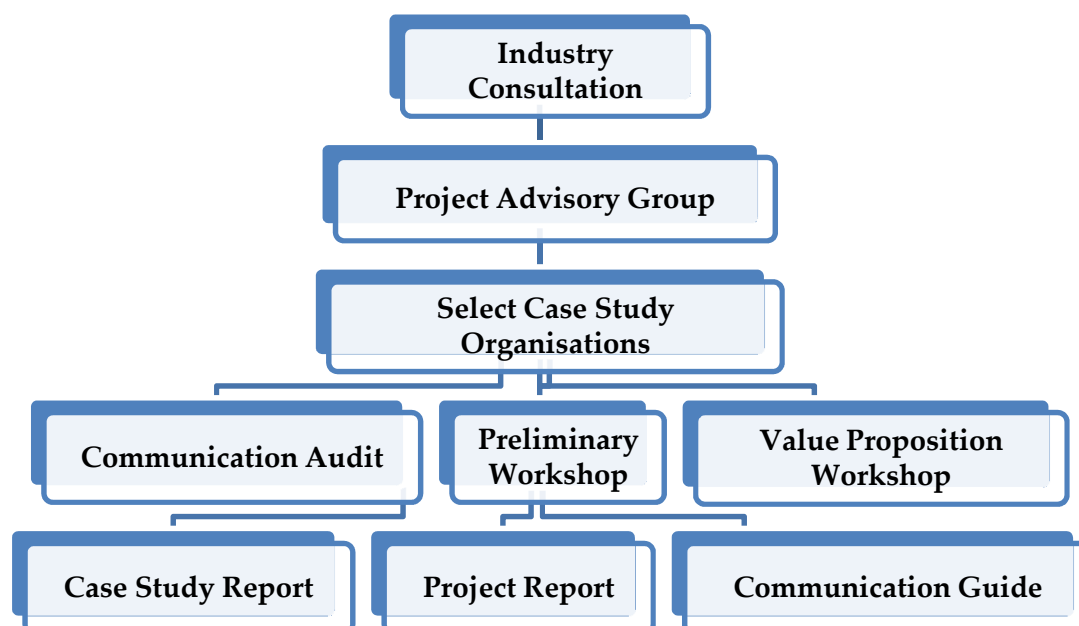 Industry
Consultation
Project Advisory Group
Select Case Study
Organisations
Communication Audit
Preliminary
Workshop
Value Proposition
Workshop
Case Study Report
Project Report
Communication Guide